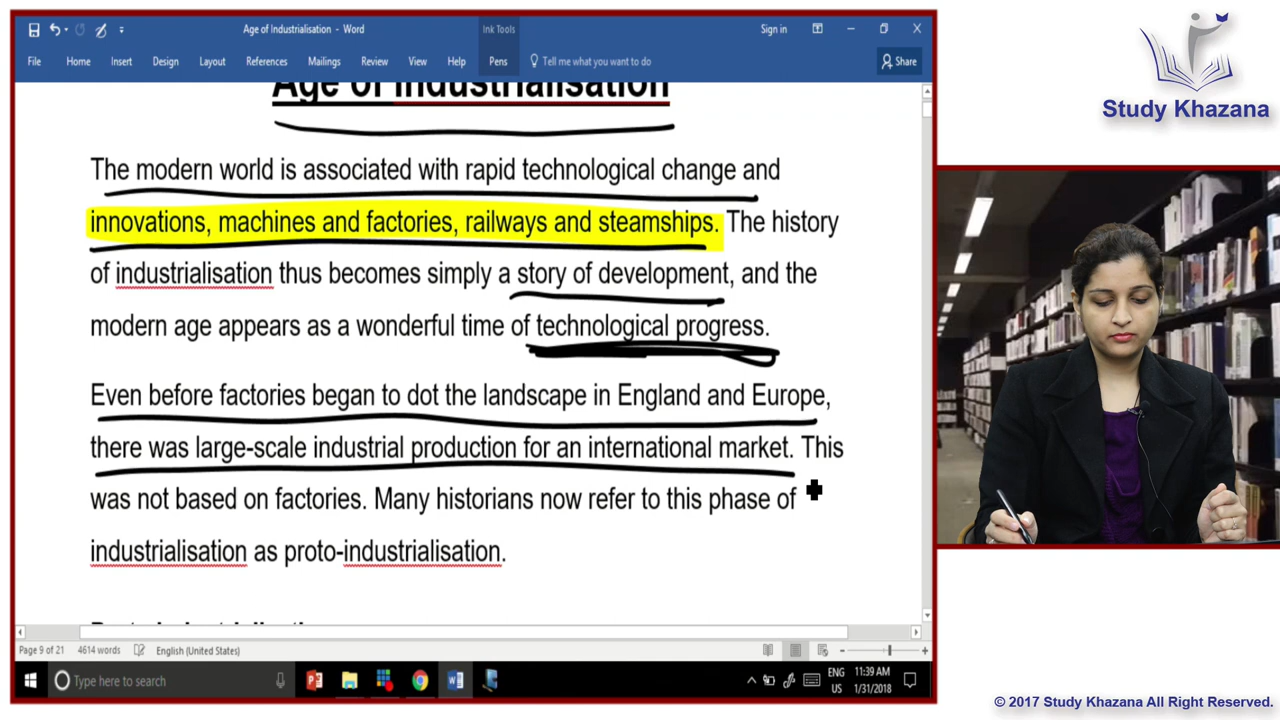 Age of Industrialisation - Word
Ink Tools
Sign in
File Home Insert Design Layout References Mailings Review View Help Pens Tell me what you want to do Share
Study Khazana
Age of Industrialisation
The modern world is associated with rapid technological change and
innovations, machines and factories, railways and steamships. The history
of industrialisation thus becomes simply a story of development, and the
modern age appears as a wonderful time of technological progress.
Even before factories began to dot the landscape in England and Europe,
there was large-scale industrial production for an international market. This
was not based on factories. Many historians now refer to this phase of
industrialisation as proto-industrialisation.
Page 9 of 21 4614 words English (United States)
Type here to search
ENG 11:39 AM
US 1/31/2018
© 2017 Study Khazana All Right Reserved.